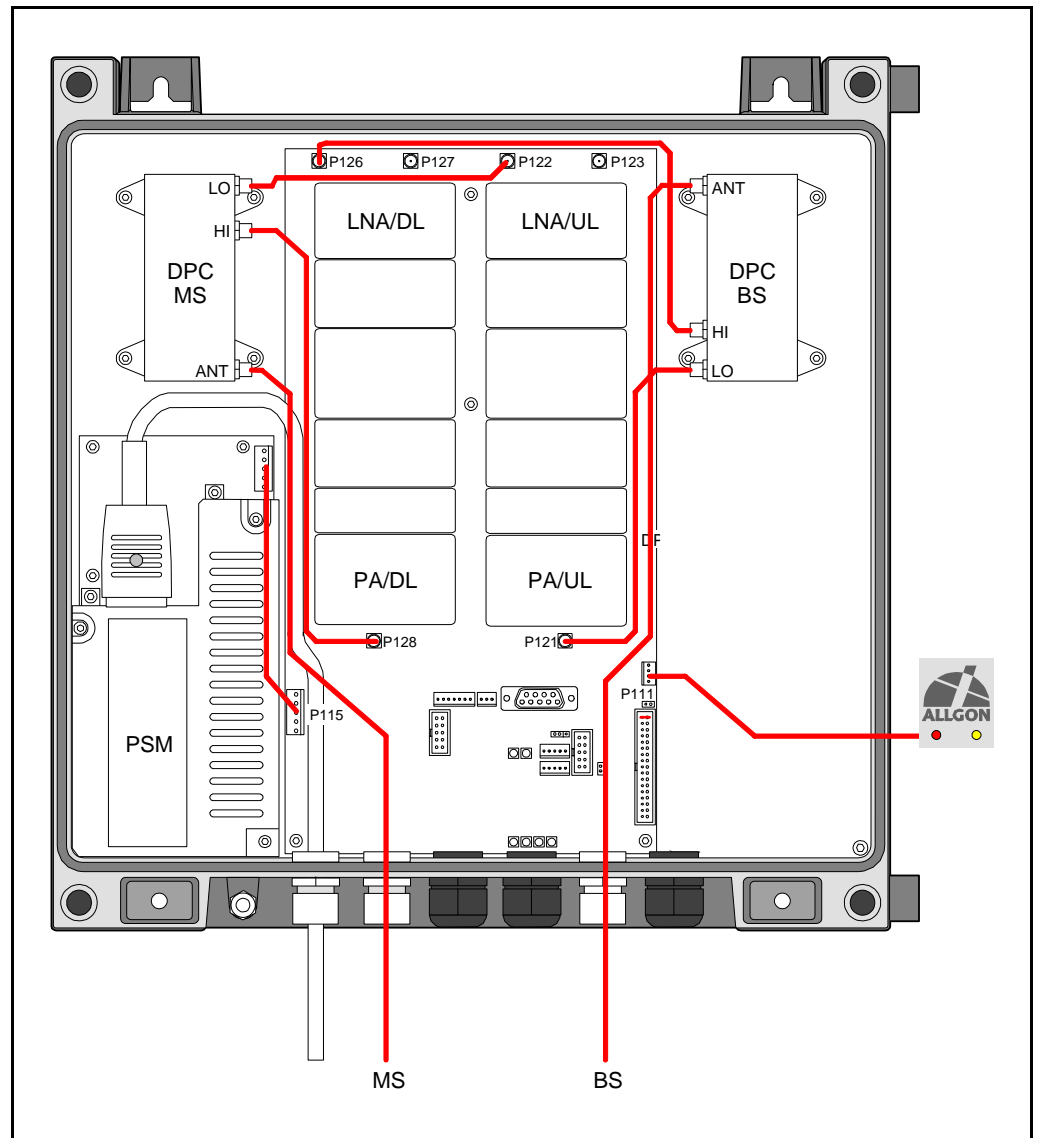 P126
P127
P122
P123
LO
HI
DPC
MS
ANT
LNA/DL
LNA/UL
ANT
DPC
BS
HI
LO
PA/DL
PA/UL
P128
P121
P115
P111
PSM
ALLGON
MS
BS